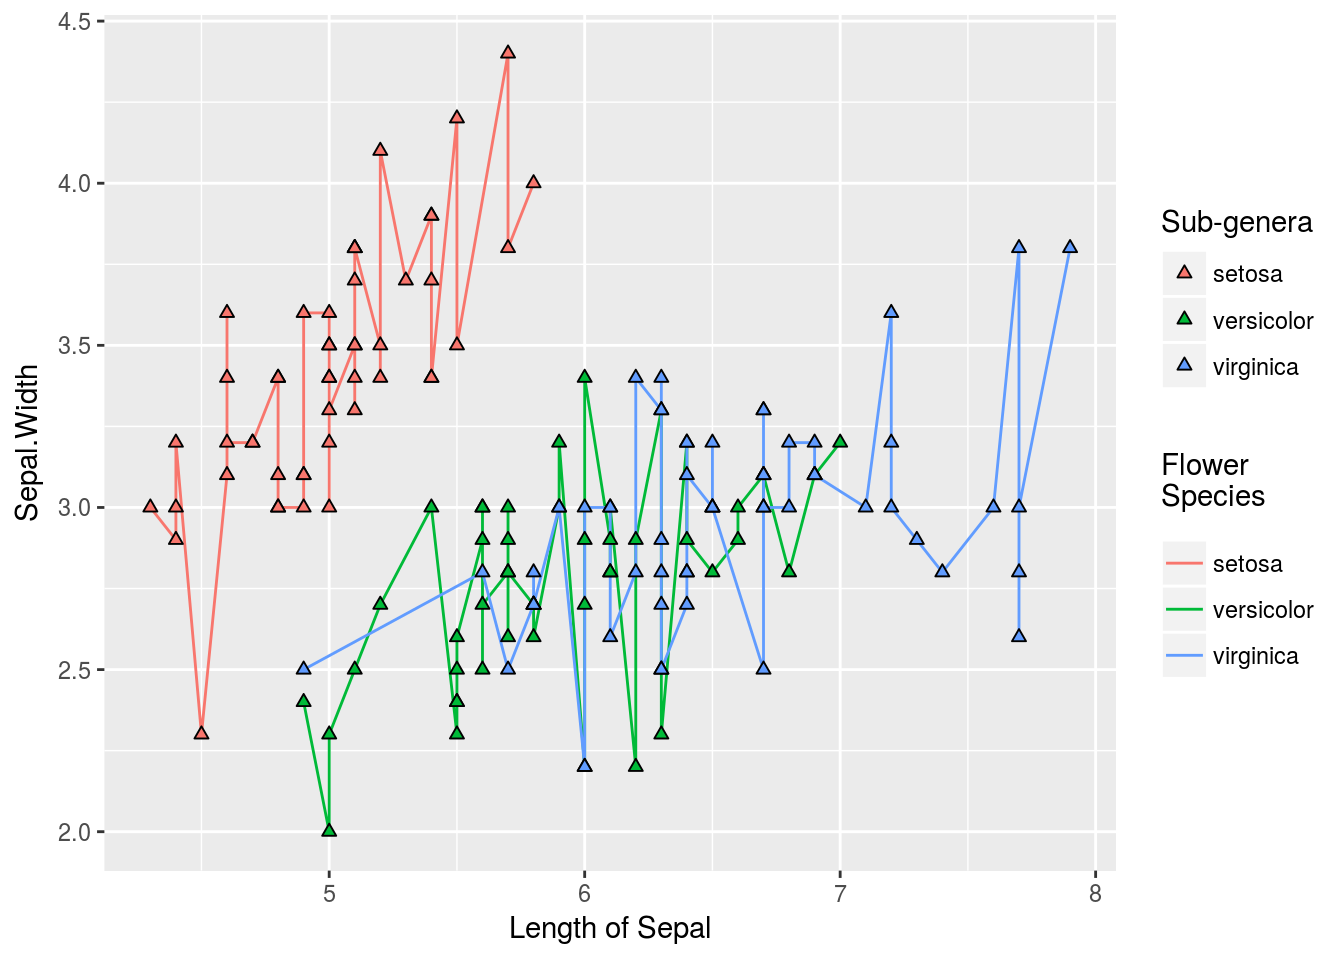 4.5
4.0
3.5
3.0
2.5
2.0
Sepal.Width
5 6 7 8
Length of Sepal
Sub-genera
setosa
versicolor
virginica
Flower
Species
setosa
versicolor
virginica